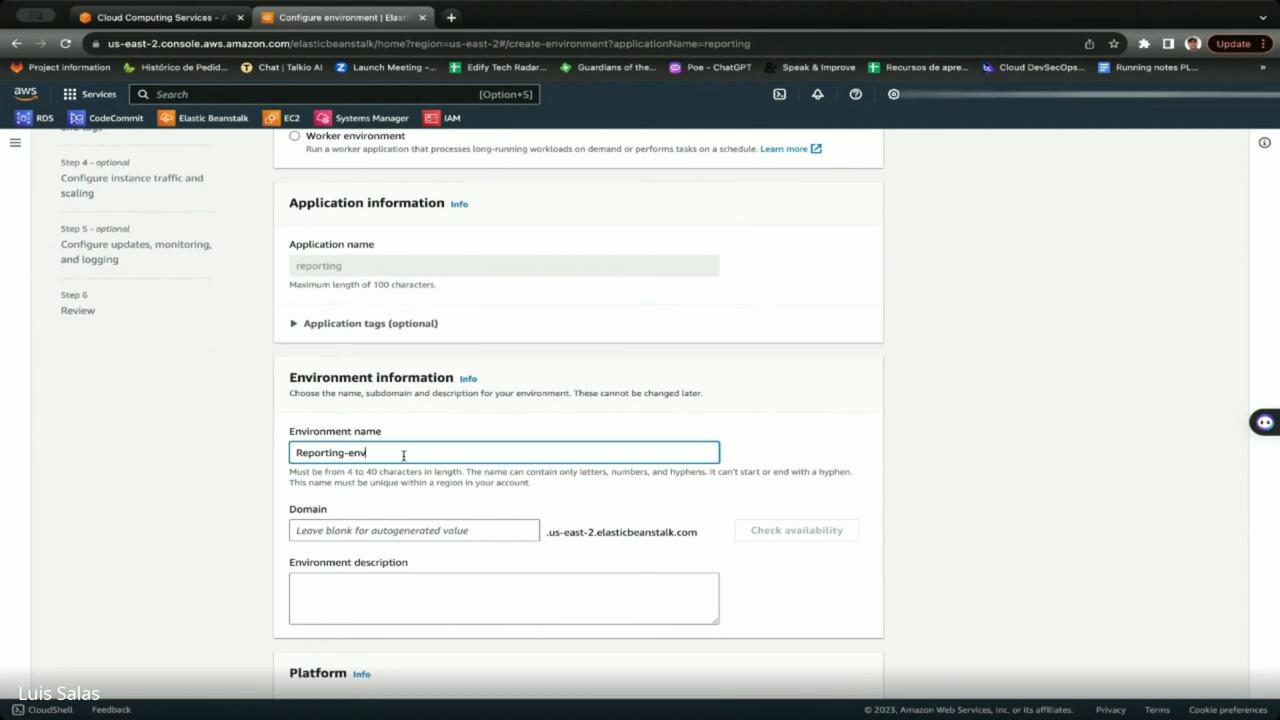 Cloud Computing Services - A
Configure environment | Elast
us-east-2.console.aws.amazon.com/elasticbeanstalk/home?region=us-east-2#/create-environment?applicationName=reporting
Update
Project information
Histórico de Pedid...
Chat | Talkio AI
Launch Meeting -...
Edify Tech Radar...
Guardians of the...
Poe - ChatGPT
Speak & Improve
Recursos de apre...
Cloud DevSecOps...
Running notes PL...
»
aws
Services
Search
[Option+S]
RDS
CodeCommit
Elastic Beanstalk
EC2
Systems Manager
IAM
and tags
Step 4 - optional
Configure instance traffic and
scaling
Step 5 - optional
Configure updates, monitoring,
and logging
Step 6
Review
Worker environment
Run a worker application that processes long-running workloads on demand or performs tasks on a schedule. Learn more
Application information Info
Application name
reporting
Maximum length of 100 characters.
Application tags (optional)
Environment information Info
Choose the name, subdomain and description for your environment. These cannot be changed later.
Environment name
Reporting-env
Must be from 4 to 40 characters in length. The name can contain only letters, numbers, and hyphens. It can't start or end with a hyphen.
This name must be unique within a region in your account.
Domain
Leave blank for autogenerated value
.us-east-2.elasticbeanstalk.com
Check availability
Environment description
Platform Info
Luis Salas
CloudShell
Feedback
© 2023, Amazon Web Services, Inc. or its affiliates.
Privacy
Terms
Cookie preferences